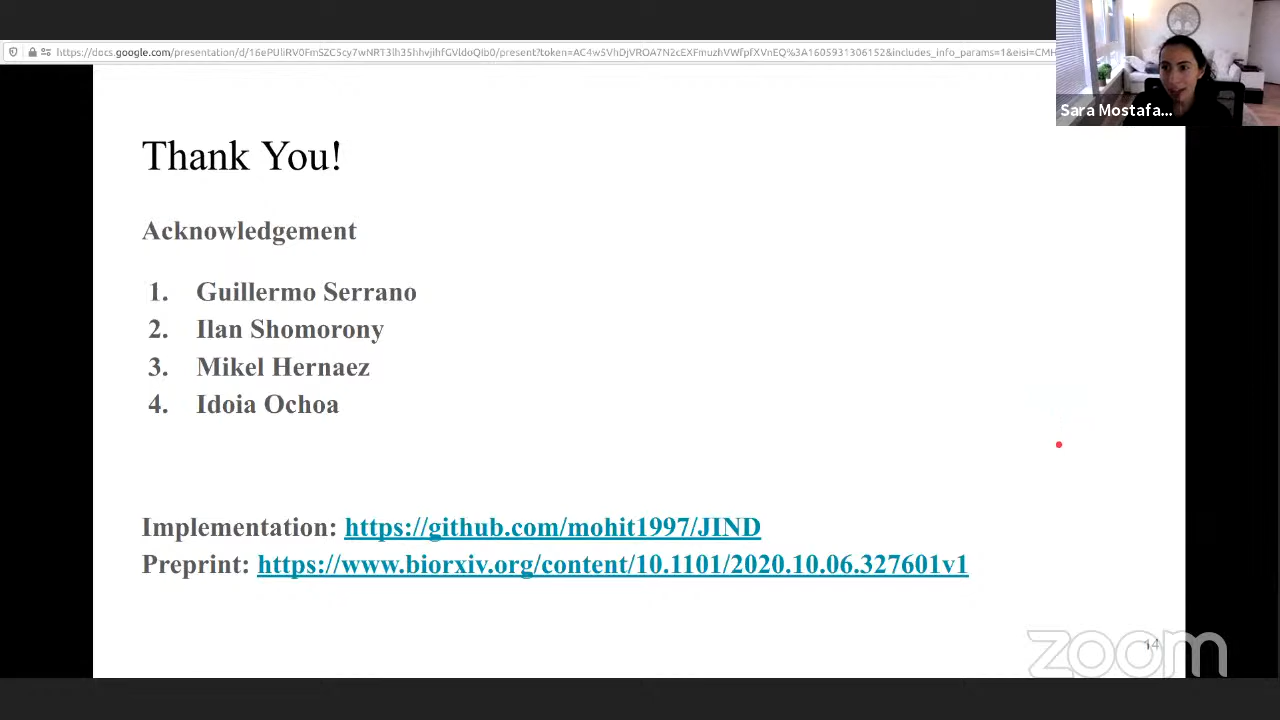 Sara Mostafa...
Thank You!
Acknowledgement
1. Guillermo Serrano
2. Ilan Shomorony
3. Mikel Hernaez
4. Idoia Ochoa
Implementation: https://github.com/mohit1997/JIND
Preprint: https://www.biorxiv.org/content/10.1101/2020.10.06.327601v1
14
zoom